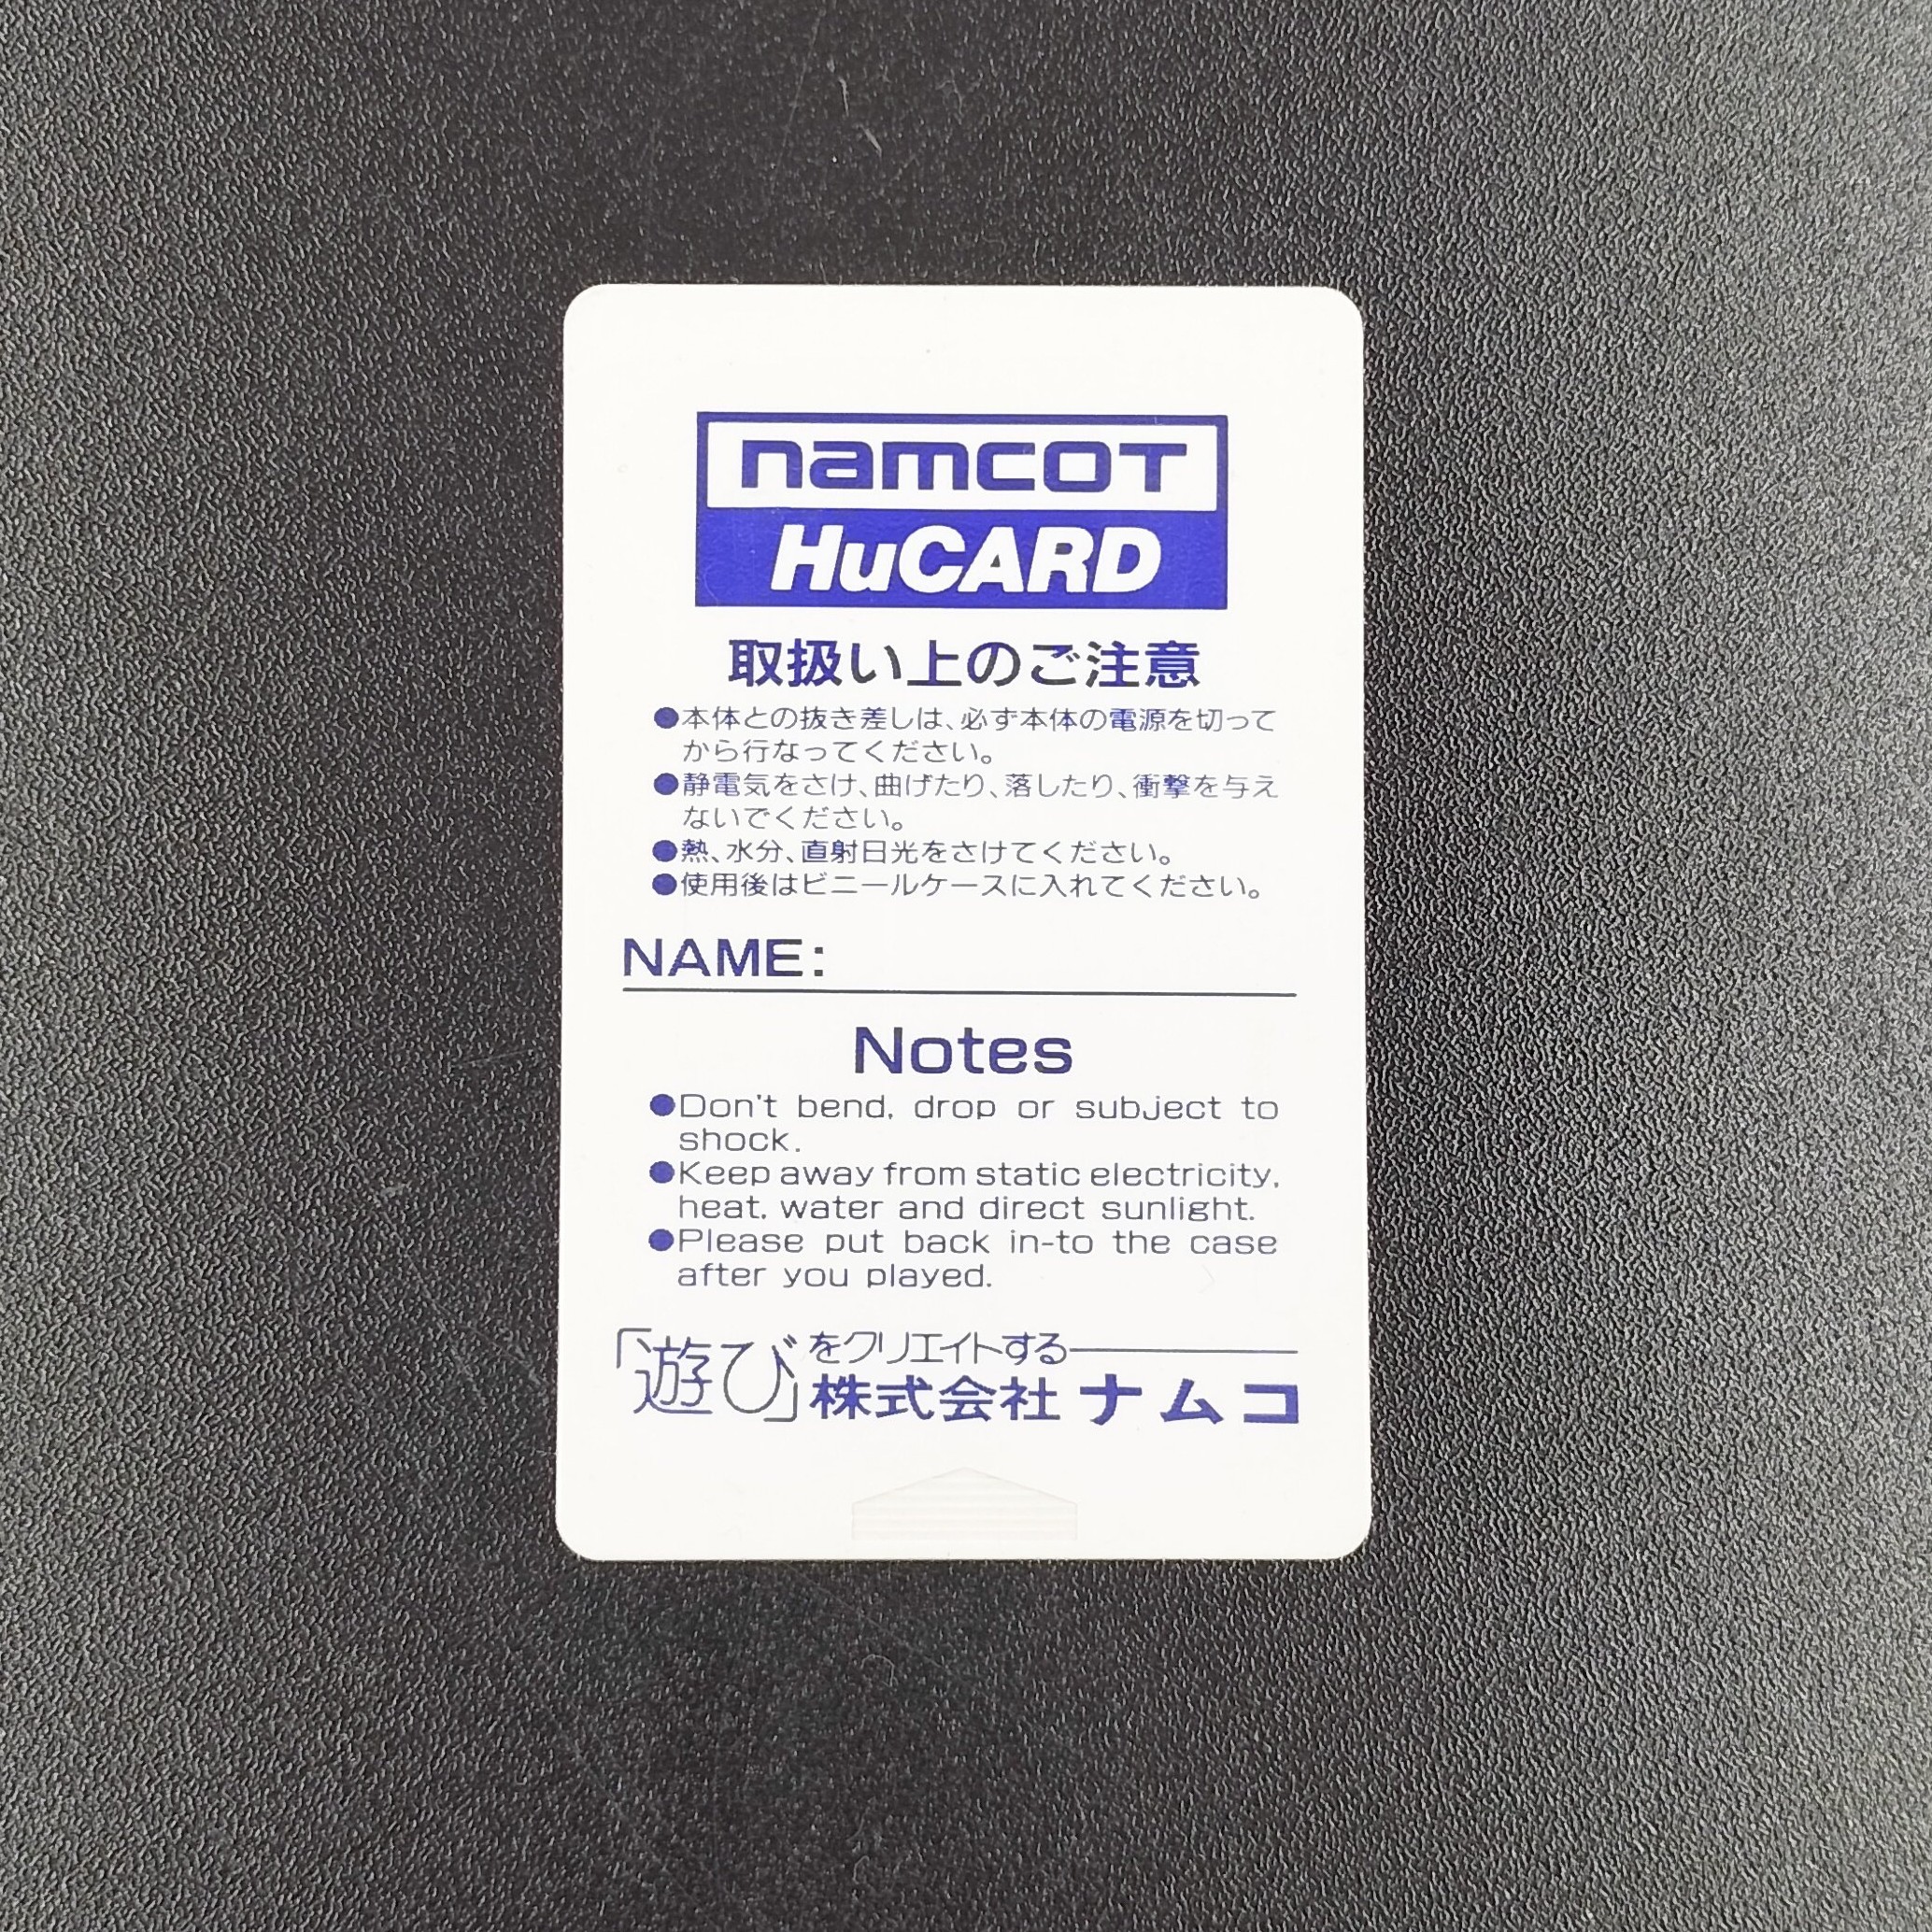 namcoT
HuCARD
取扱い上のご注意
●本体との抜き差しは、必ず本体の電源を切って
から行なってください。
●静電気をさけ、曲げたり、落したり、衝撃を与え
ないでください。
●熱、水分、直射日光をさけてください。
●使用後はビニールケースに入れてください。
NAME:
Notes
●Don't bend, drop or subject to
shock.
●Keep away from static electricity,
heat, water and direct sunlight.
●Please put back in-to the case
after you played.
「遊び」をクリエイトする
株式会社 ナムコ